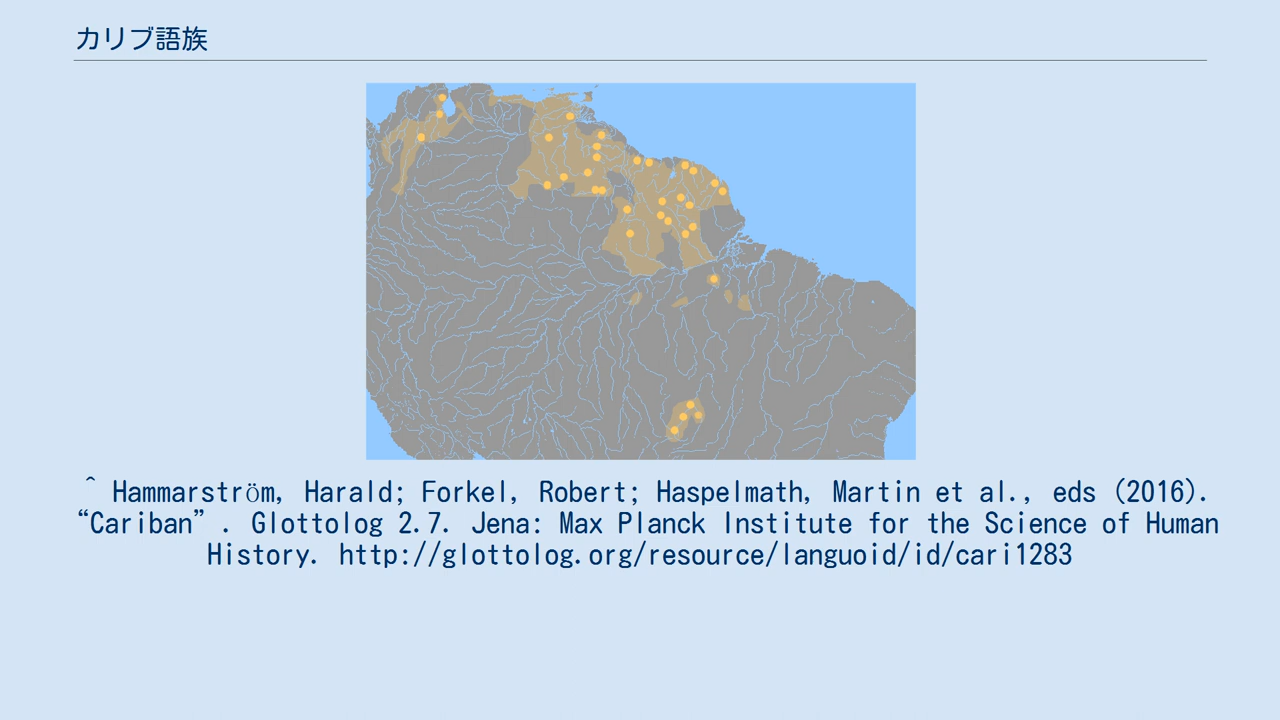 カリブ語族
^ Hammarström, Harald; Forkel, Robert; Haspelmath, Martin et al., eds (2016).
“Cariban”. Glottolog 2.7. Jena: Max Planck Institute for the Science of Human
History. http://glottolog.org/resource/languoid/id/cari1283